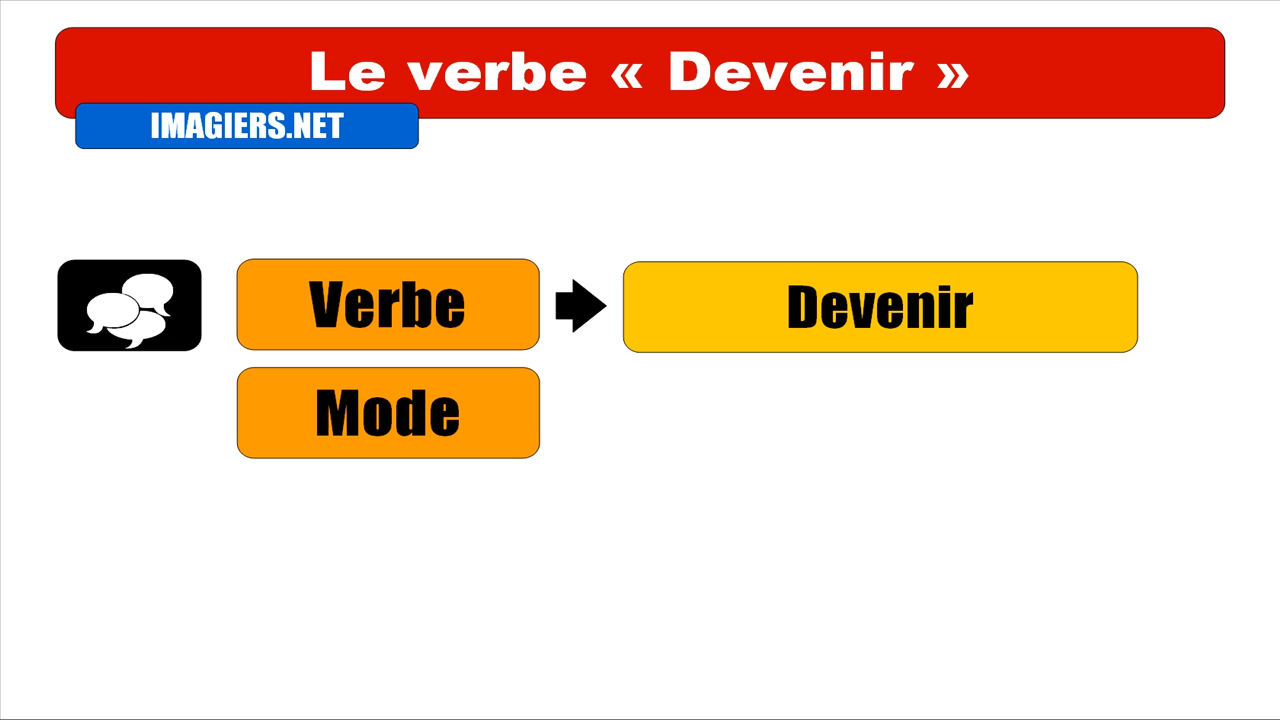 Le verbe « Devenir »
IMAGIERS.NET
Verbe
Devenir
Mode